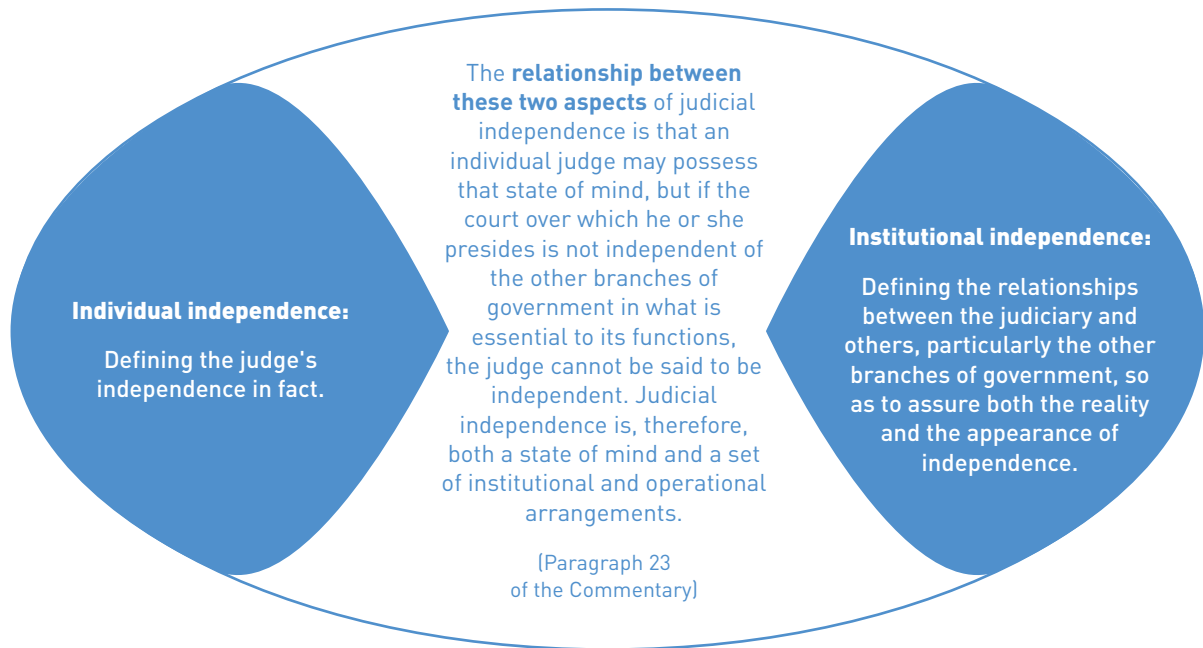 Individual independence:
Defining the judge's
independence in fact.
The relationship between
these two aspects of judicial
independence is that an
individual judge may possess
that state of mind, but if the
court over which he or she
presides is not independent of
the other branches of
government in what is
essential to its functions,
the judge cannot be said to be
independent. Judicial
independence is, therefore,
both a state of mind and a set
of institutional and operational
arrangements.
(Paragraph 23
of the Commentary)
Institutional independence:
Defining the relationships
between the judiciary and
others, particularly the other
branches of government, so
as to assure both the reality
and the appearance of
independence.